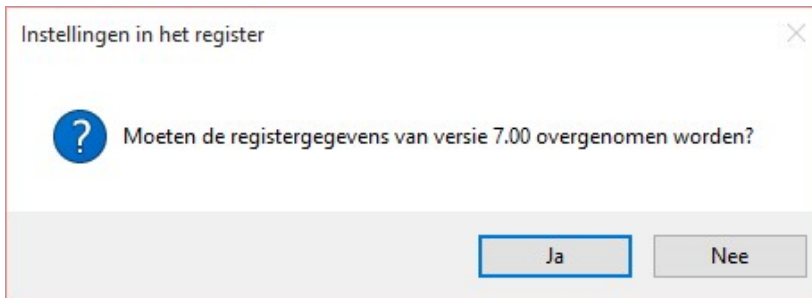 Instellingen in het register
Moeten de registergegevens van versie 7.00 overgenomen worden?
Ja
Nee